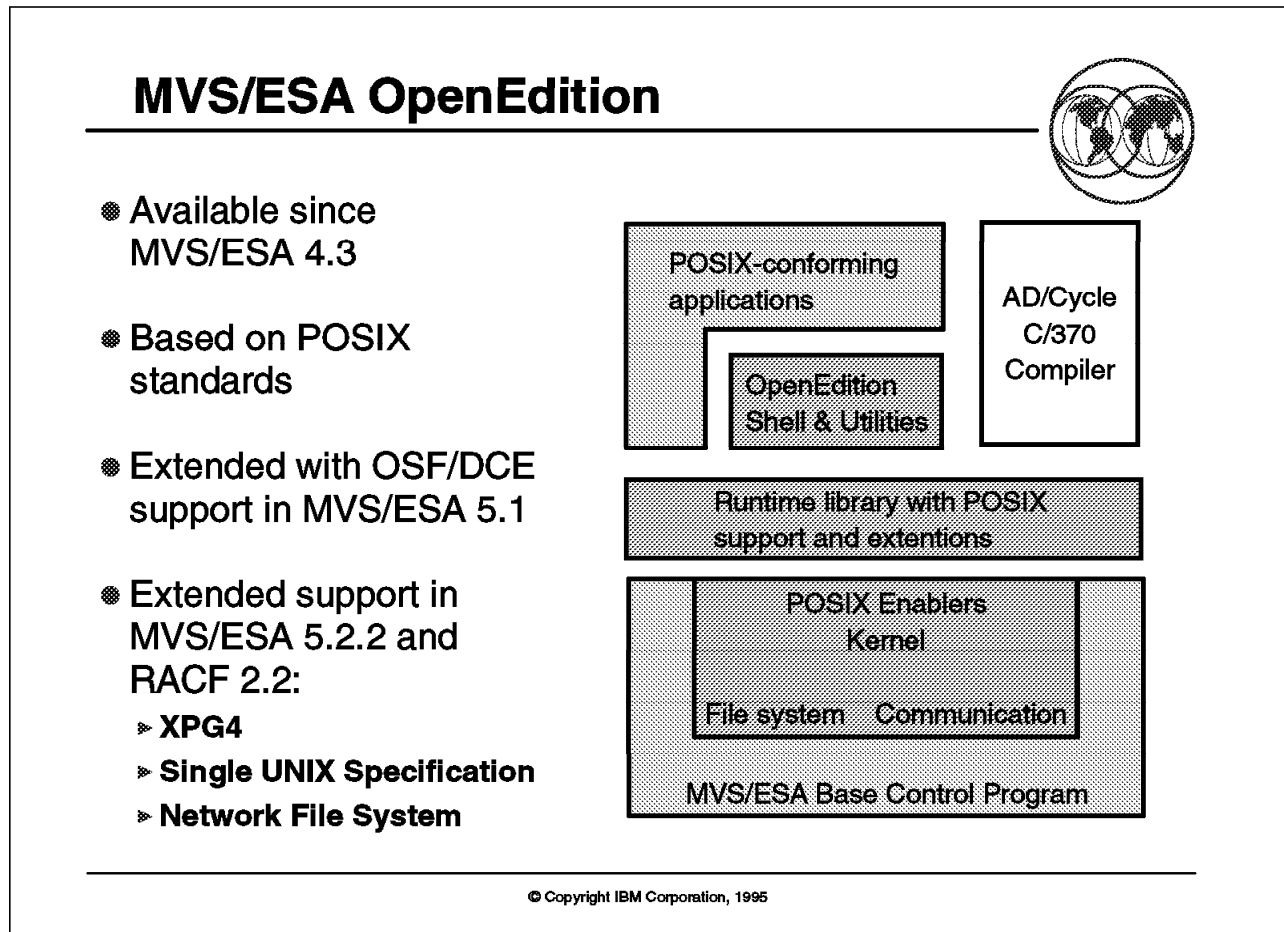 MVS/ESA OpenEdition
Available since
MVS/ESA 4.3
Based on POSIX
standards
Extended with OSF/DCE
support in MVS/ESA 5.1
Extended support in
MVS/ESA 5.2.2 and
RACF 2.2:
XPG4
Single UNIX Specification
Network File System
POSIX-conforming
applications
OpenEdition
Shell & Utilities
AD/Cycle
C/370
Compiler
Runtime library with POSIX
support and extentions
POSIX Enablers
Kernel
File system Communication
MVS/ESA Base Control Program
© Copyright IBM Corporation, 1995